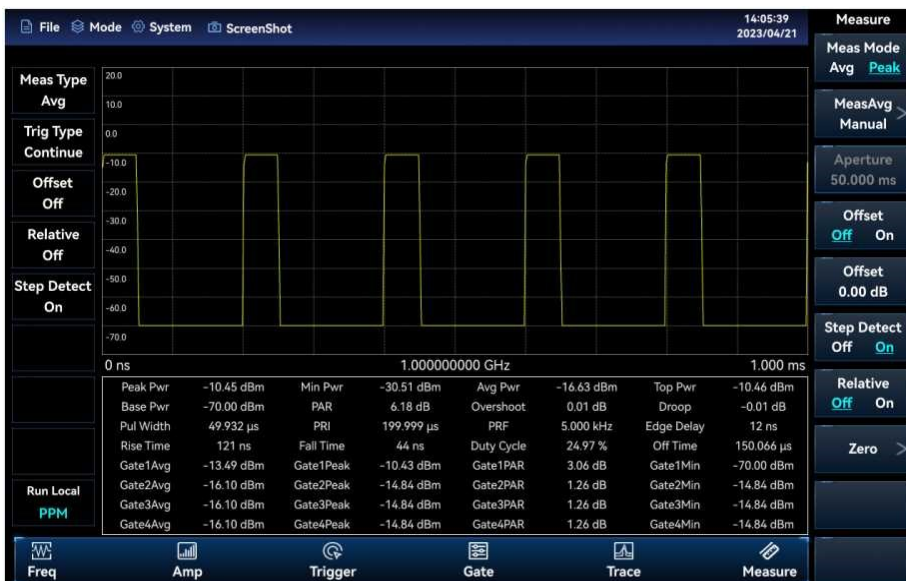 File Mode System ScreenShot 14:05:39
2023/04/21
Measure
Meas Type
Avg
Trig Type
Continue
Offset
Off
Relative
Off
Step Detect
On
Run Local
PPM
20.0
10.0
0.0
-10.0
-20.0
-30.0
-40.0
-50.0
-60.0
-70.0
0 ns 1.000000000 GHz 1.000 ms
Peak Pwr -10.45 dBm Min Pwr -30.51 dBm Avg Pwr -16.63 dBm Top Pwr -10.46 dBm
Base Pwr -70.00 dBm PAR 6.18 dB Overshoot 0.01 dB Droop -0.01 dB
Pul Width 49.932 μs PRI 199.999 μs PRF 5.000 kHz Edge Delay 12 ns
Rise Time 121 ns Fall Time 44 ns Duty Cycle 24.97 % Off Time 150.066 μs
Gate1Avg -13.49 dBm Gate1Peak -10.43 dBm Gate1PAR 3.06 dB Gate1Min -70.00 dBm
Gate2Avg -16.10 dBm Gate2Peak -14.84 dBm Gate2PAR 1.26 dB Gate2Min -14.84 dBm
Gate3Avg -16.10 dBm Gate3Peak -14.84 dBm Gate3PAR 1.26 dB Gate3Min -14.84 dBm
Gate4Avg -16.10 dBm Gate4Peak -14.84 dBm Gate4PAR 1.26 dB Gate4Min -14.84 dBm
Meas Mode
Avg Peak
MeasAvg >
Manual
Aperture
50.000 ms
Offset
Off On
Offset
0.00 dB
Step Detect
Off On
Relative
Off On
Zero >
Freq Amp Trigger Gate Trace Measure